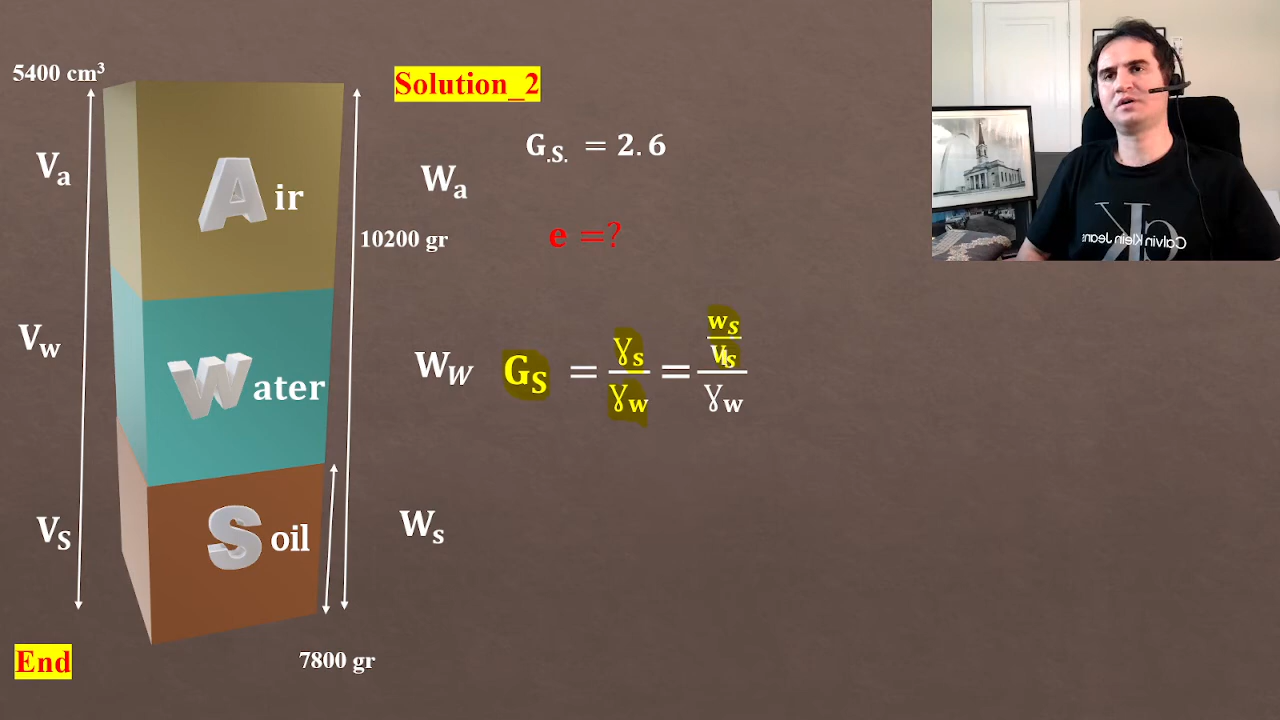 5400 cm³
Solution_2
G.S. = 2.6
Va
Air
Wa
10200 gr
e =?
Vw
Water
WW
GS = γs / γw = (ws / Vs) / γw
VS
Soil
Ws
End
7800 gr
CK
Calvin Klein Jeans